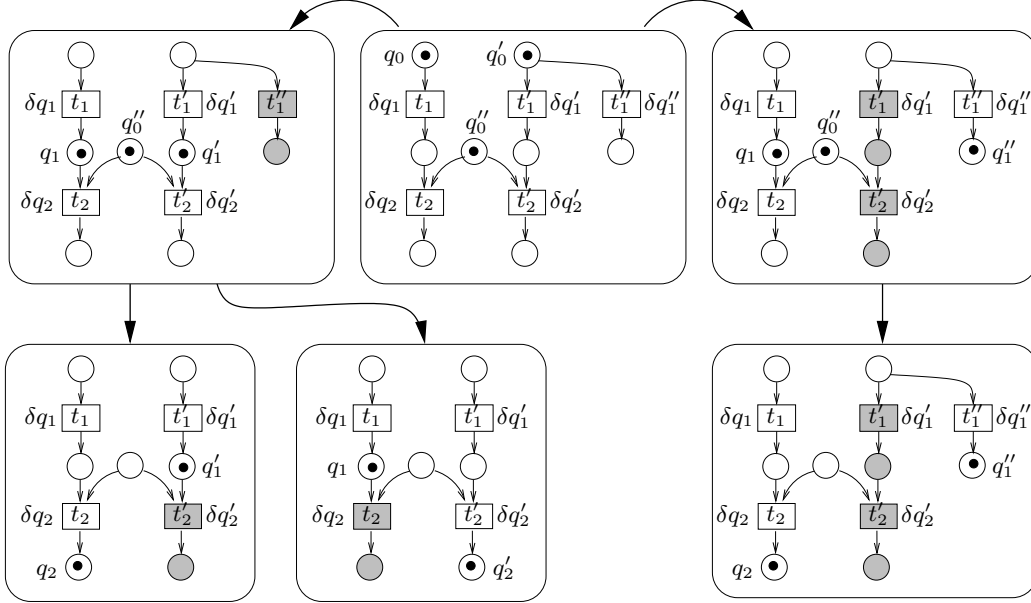 q₀ q′₀
δq₁ t₁ t′₁ δq′₁ t″₁
q″₀
q₁ q′₁
δq₂ t₂ t′₂ δq′₂
δq₁ t₁ t′₁ δq′₁ t″₁ δq″₁
q″₀
δq₂ t₂ t′₂ δq′₂
δq₁ t₁ t′₁ δq′₁ t″₁ δq″₁
q″₀
q₁ q″₁
δq₂ t₂ t′₂ δq′₂
δq₁ t₁ t′₁ δq′₁
q′₁
δq₂ t₂ t′₂ δq′₂
q₂
δq₁ t₁ t′₁ δq′₁
q₁
δq₂ t₂ t′₂ δq′₂
q′₂
δq₁ t₁ t′₁ δq′₁ t″₁ δq″₁
q″₁
δq₂ t₂ t′₂ δq′₂
q₂